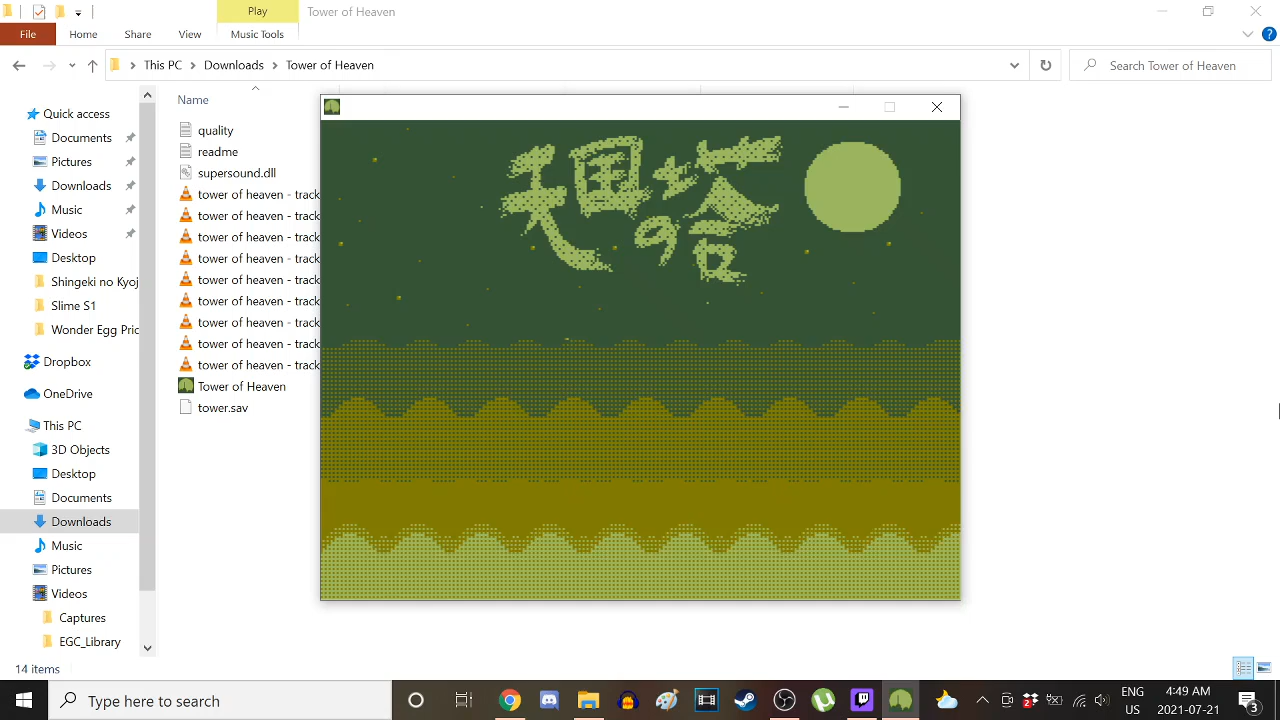 Play
Tower of Heaven
File
Home
Share
View
Music Tools
This PC
Downloads
Tower of Heaven
Search Tower of Heaven
Name
Quick access
Documents
Pictures
Downloads
Music
Videos
Desktop
Shingeki no Kyoj
Slime S1
Wonder Egg Pric
Dropbox
OneDrive
This PC
3D Objects
Desktop
Documents
Downloads
Music
Pictures
Videos
Captures
EGC_Library
quality
readme
supersound.dll
tower of heaven - track
tower of heaven - track
tower of heaven - track
tower of heaven - track
tower of heaven - track
tower of heaven - track
tower of heaven - track
tower of heaven - track
tower of heaven - track
Tower of Heaven
tower.sav
天国の塔
14 items
Type here to search
ENG
US
4:49 AM
2021-07-21
3
2